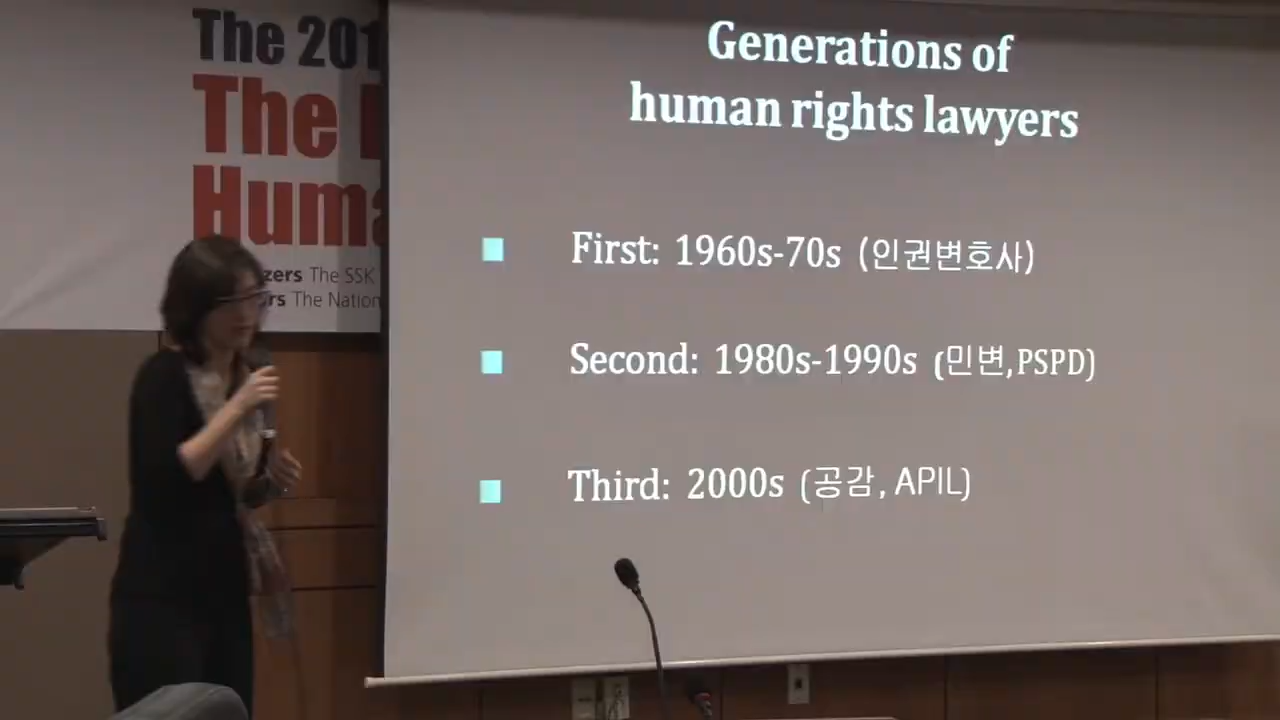 The 201
The
Huma
zers The SSK
rs The Nation
Generations of
human rights lawyers
First: 1960s-70s (인권변호사)
Second: 1980s-1990s (민변,PSPD)
Third: 2000s (공감, APIL)